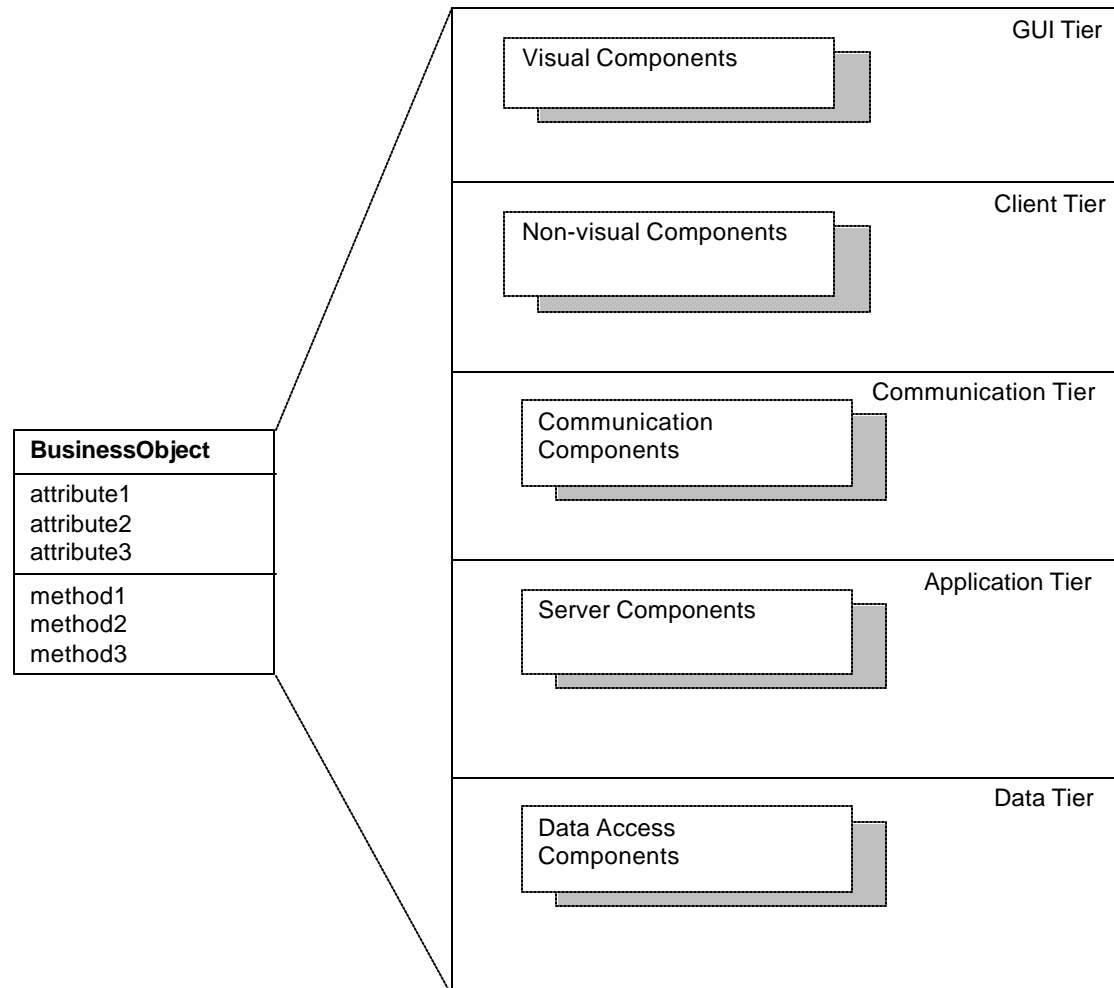 GUI Tier
Visual Components
Client Tier
Non-visual Components
Communication Tier
Communication
Components
BusinessObject
attribute1
attribute2
attribute3
method1
method2
method3
Application Tier
Server Components
Data Tier
Data Access
Components